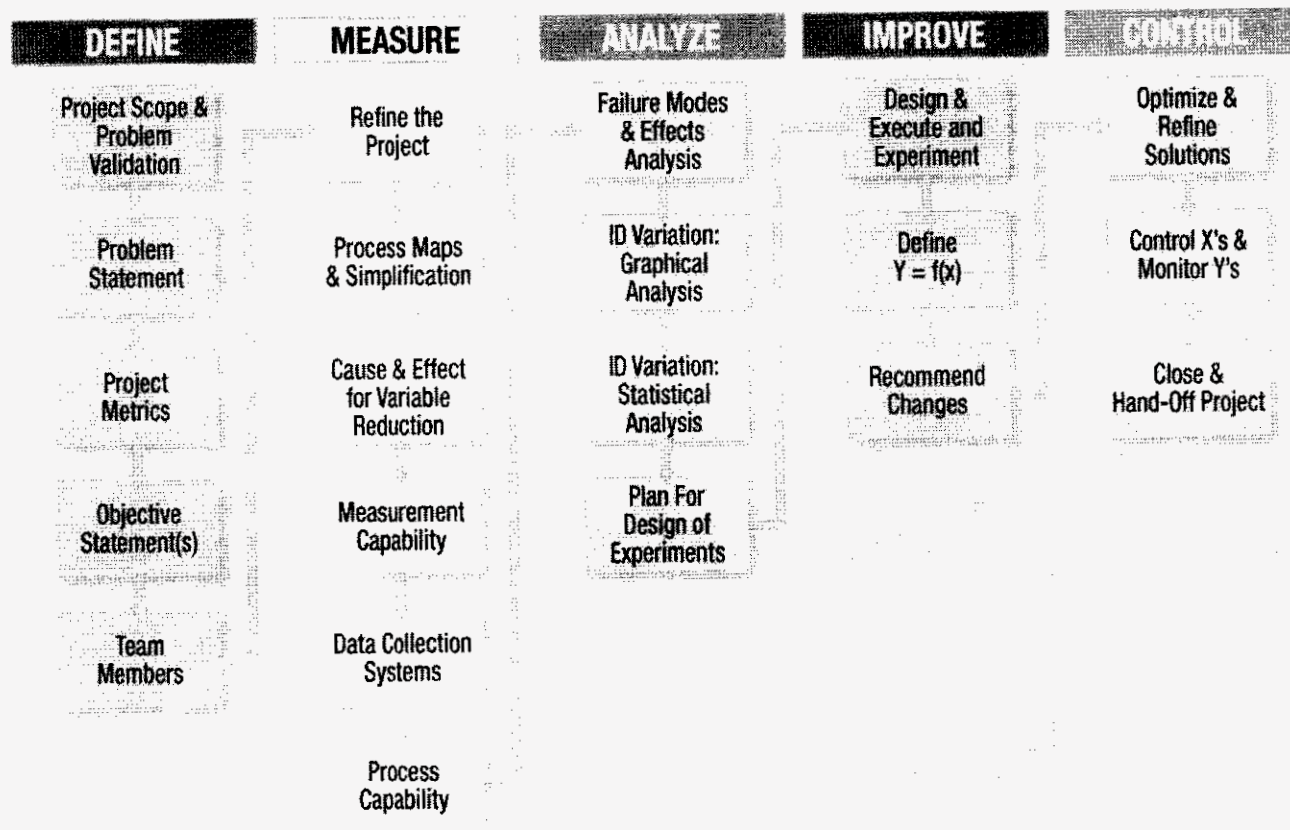 DEFINE
MEASURE
ANALYZE
IMPROVE
CONTROL
Project Scope &
Problem
Validation
Problem
Statement
Project
Metrics
Objective
Statement(s)
Team
Members
Refine the
Project
Process Maps
& Simplification
Cause & Effect
for Variable
Reduction
Measurement
Capability
Data Collection
Systems
Process
Capability
Failure Modes
& Effects
Analysis
ID Variation:
Graphical
Analysis
ID Variation:
Statistical
Analysis
Plan For
Design of
Experiments
Design &
Execute and
Experiment
Define
Y = f(x)
Recommend
Changes
Optimize &
Refine
Solutions
Control X's &
Monitor Y's
Close &
Hand-Off Project